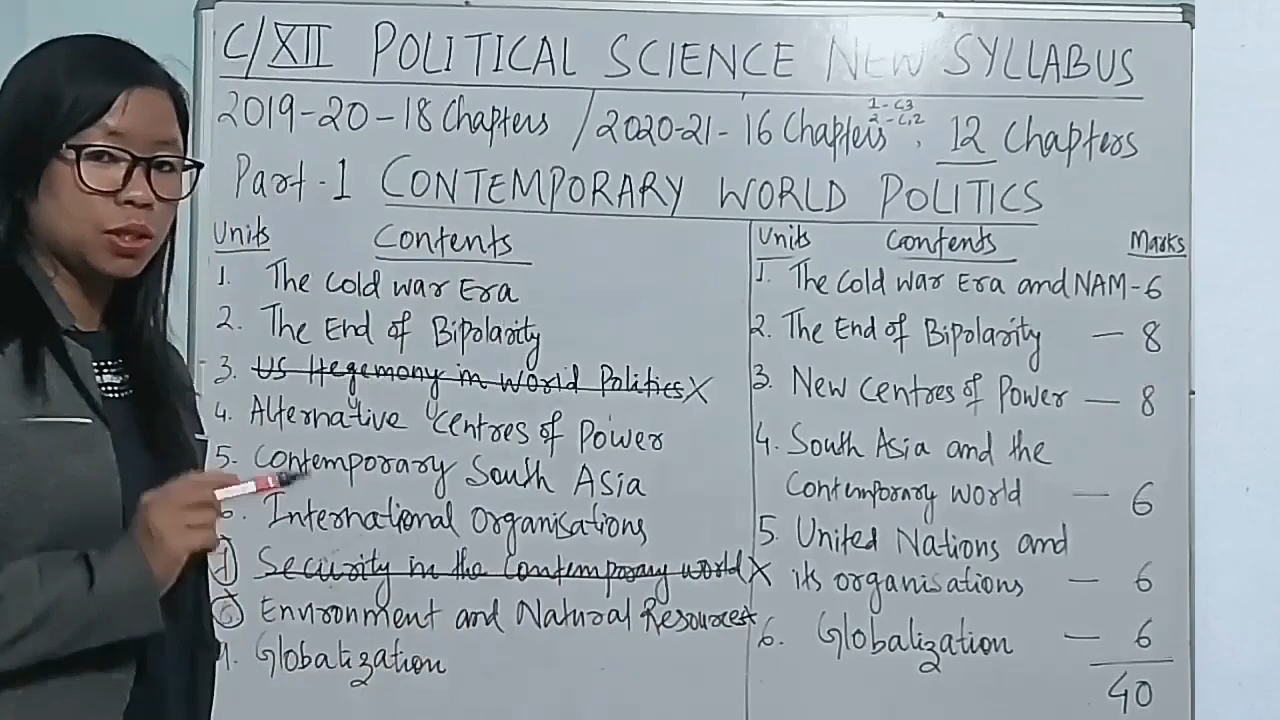 C/XII POLITICAL SCIENCE NEW SYLLABUS
2019-20-18 Chapters / 2020-21-16 Chapters, 12 Chapters
1-C3
Part-1 CONTEMPORARY WORLD POLITICS
Units Contents
1. The Cold war Era
2. The End of Bipolarity
3. US Hegemony in World Politics X
4. Alternative Centres of Power
5. Contemporary South Asia
6. International Organisations
7 Security in the Contemporary world X
Environment and Natural Resources
9. Globalization
Units Contents Marks
1. The Cold war Era and NAM - 6
2. The End of Bipolarity — 8
3. New Centres of Power — 8
4. South Asia and the
Contemporary world — 6
5. United Nations and
its organisations — 6
6. Globalization — 6
40